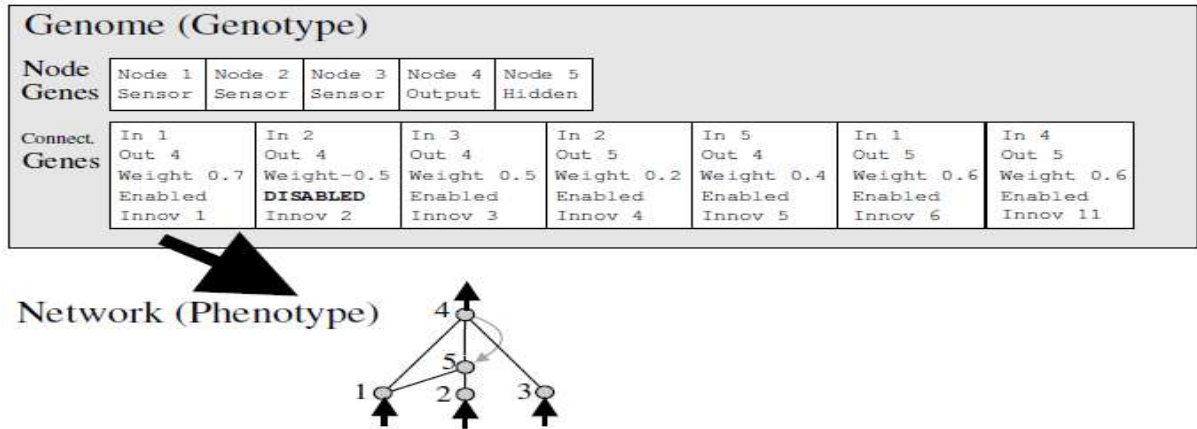 Genome (Genotype)
Node Genes
Node 1 Node 2 Node 3 Node 4 Node 5
Sensor Sensor Sensor Output Hidden
Connect. Genes
In 1 In 2 In 3 In 2 In 5 In 1 In 4
Out 4 Out 4 Out 4 Out 5 Out 4 Out 5 Out 5
Weight 0.7 Weight-0.5 Weight 0.5 Weight 0.2 Weight 0.4 Weight 0.6 Weight 0.6
Enabled DISABLED Enabled Enabled Enabled Enabled Enabled
Innov 1 Innov 2 Innov 3 Innov 4 Innov 5 Innov 6 Innov 11
Network (Phenotype)
4
5
1 2 3